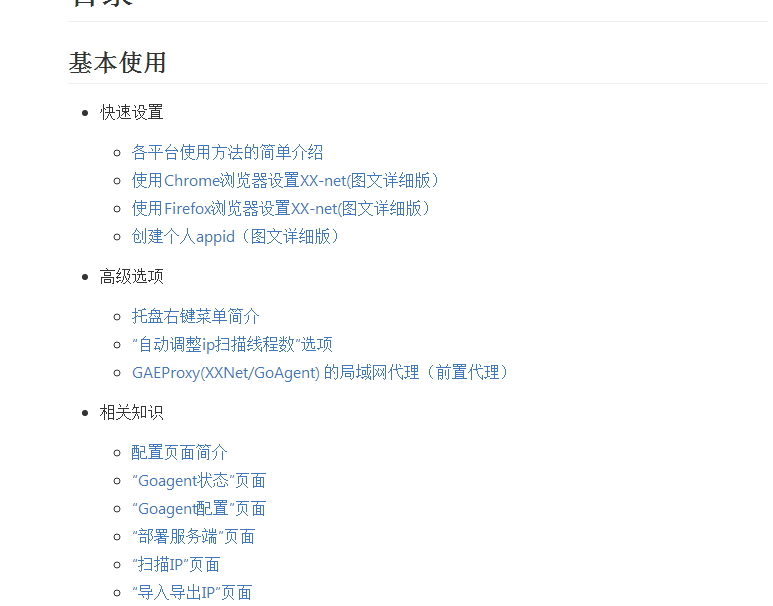 目录
基本使用
快速设置
各平台使用方法的简单介绍
使用Chrome浏览器设置XX-net(图文详细版）
使用Firefox浏览器设置XX-net(图文详细版）
创建个人appid（图文详细版）
高级选项
托盘右键菜单简介
“自动调整ip扫描线程数”选项
GAEProxy(XXNet/GoAgent) 的局域网代理（前置代理）
相关知识
配置页面简介
“Goagent状态”页面
“Goagent配置”页面
“部署服务端”页面
“扫描IP”页面
“导入导出IP”页面